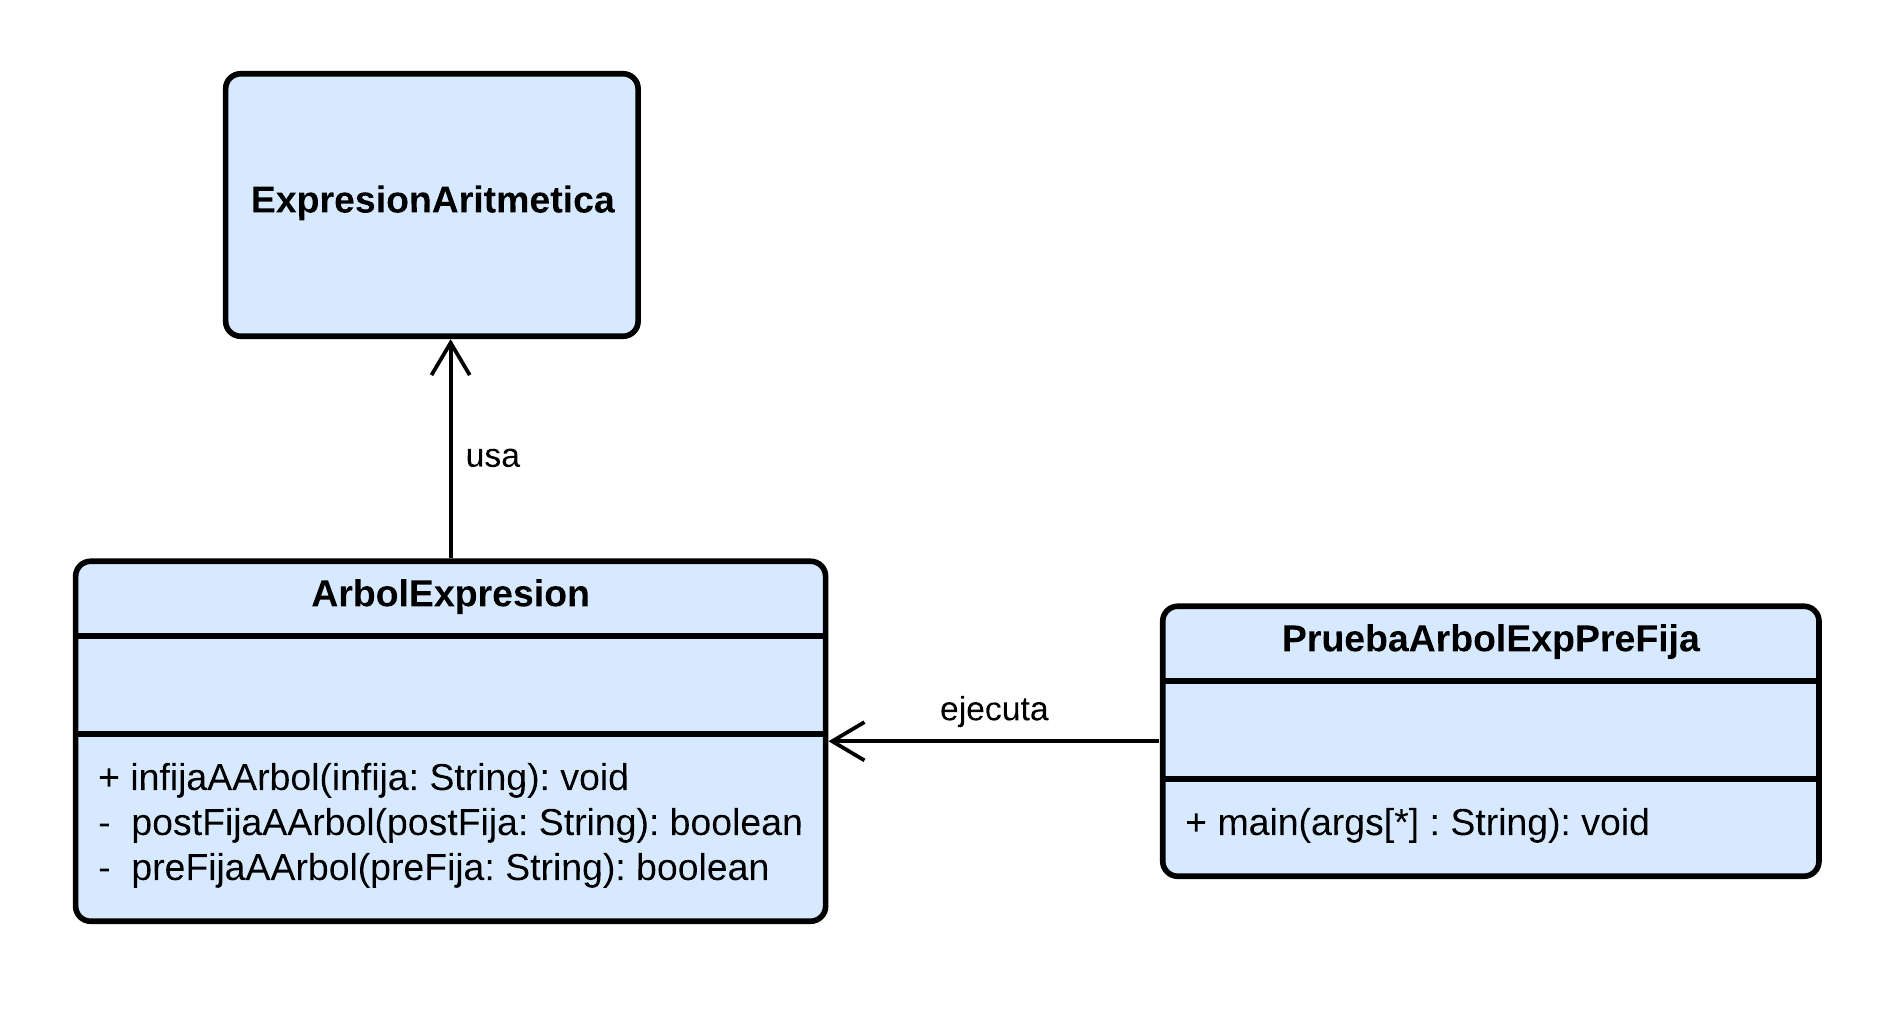 ExpresionAritmetica
usa
ArbolExpresion
+ infijaAArbol(infija: String): void
- postFijaAArbol(postFija: String): boolean
- preFijaAArbol(preFija: String): boolean
ejecuta
PruebaArbolExpPreFija
+ main(args[*] : String): void